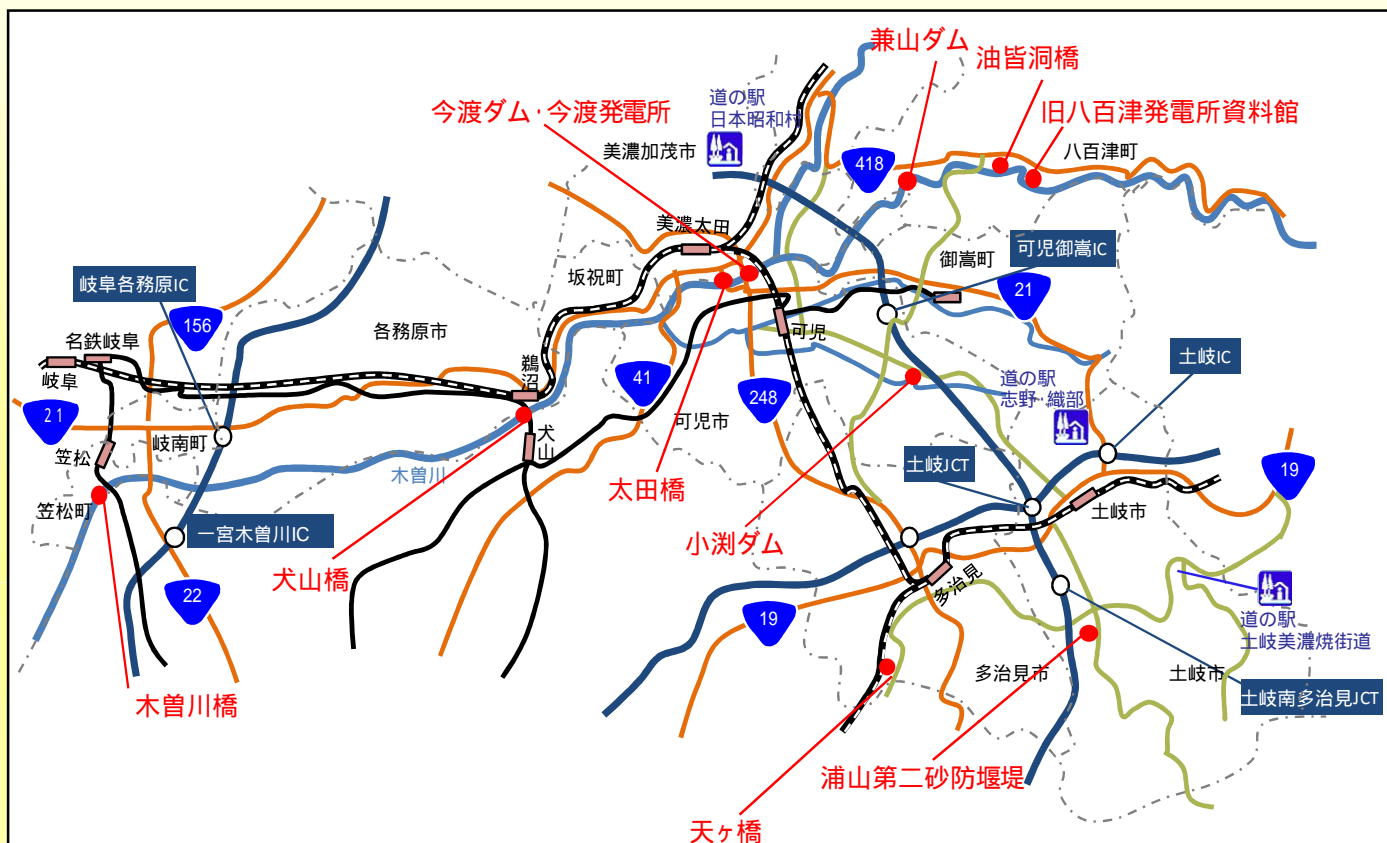 兼山ダム
油皆洞橋
今渡ダム・今渡発電所
道の駅
日本昭和村
旧八百津発電所資料館
美濃加茂市
418
八百津町
美濃太田
可児御嵩IC
御嵩町
岐阜各務原IC
坂祝町
21
156
各務原市
名鉄岐阜
可児
岐阜
鵜沼
41
土岐IC
道の駅
志野・織部
248
21
岐南町
可児市
犬山
笠松
木曽川
土岐JCT
19
太田橋
笠松町
土岐市
一宮木曽川IC
小渕ダム
犬山橋
多治見
22
19
道の駅
土岐美濃焼街道
多治見市
土岐市
木曽川橋
土岐南多治見JCT
浦山第二砂防堰堤
天ヶ橋